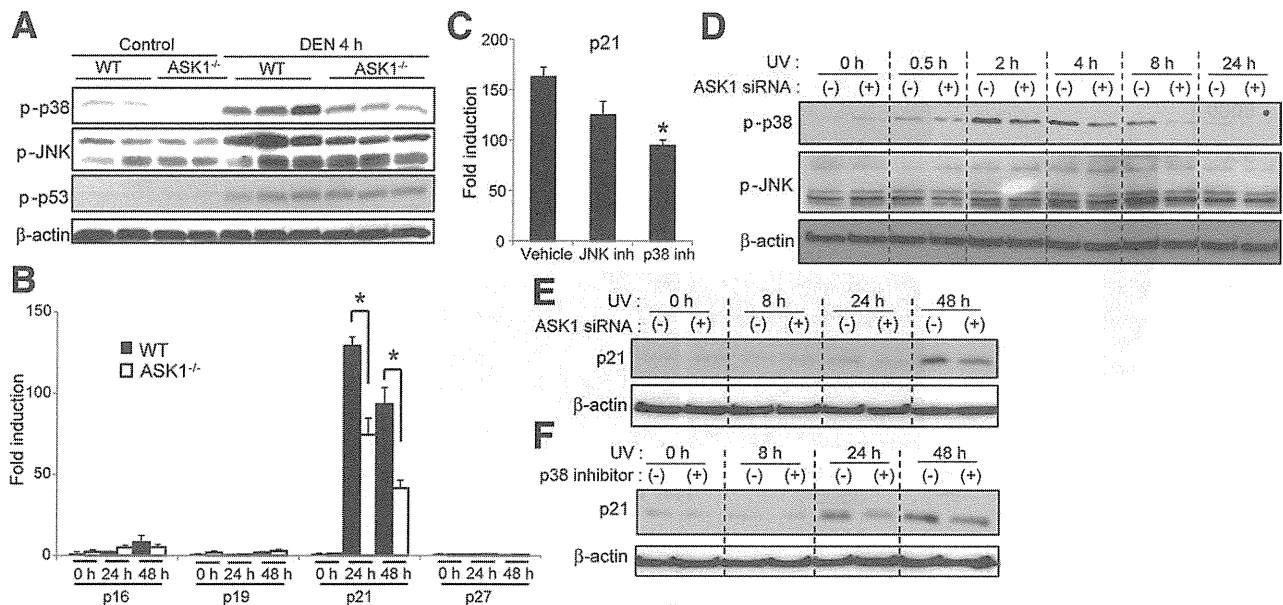 A
Control DEN 4 h
WT ASK1-/- WT ASK1-/-
p-p38
p-JNK
p-p53
β-actin
B
150
100
50
0
Fold induction
WT
ASK1-/-
* *
0 h 24 h 48 h 0 h 24 h 48 h 0 h 24 h 48 h 0 h 24 h 48 h
p16 p19 p21 p27
C
p21
200
150
100
50
0
Fold induction
*
Vehicle JNK inh p38 inh
D
UV : 0 h 0.5 h 2 h 4 h 8 h 24 h
ASK1 siRNA : (-) (+) (-) (+) (-) (+) (-) (+) (-) (+) (-) (+)
p-p38
p-JNK
β-actin
E
UV : 0 h 8 h 24 h 48 h
ASK1 siRNA : (-) (+) (-) (+) (-) (+) (-) (+)
p21
β-actin
F
UV : 0 h 8 h 24 h 48 h
p38 inhibitor : (-) (+) (-) (+) (-) (+) (-) (+)
p21
β-actin